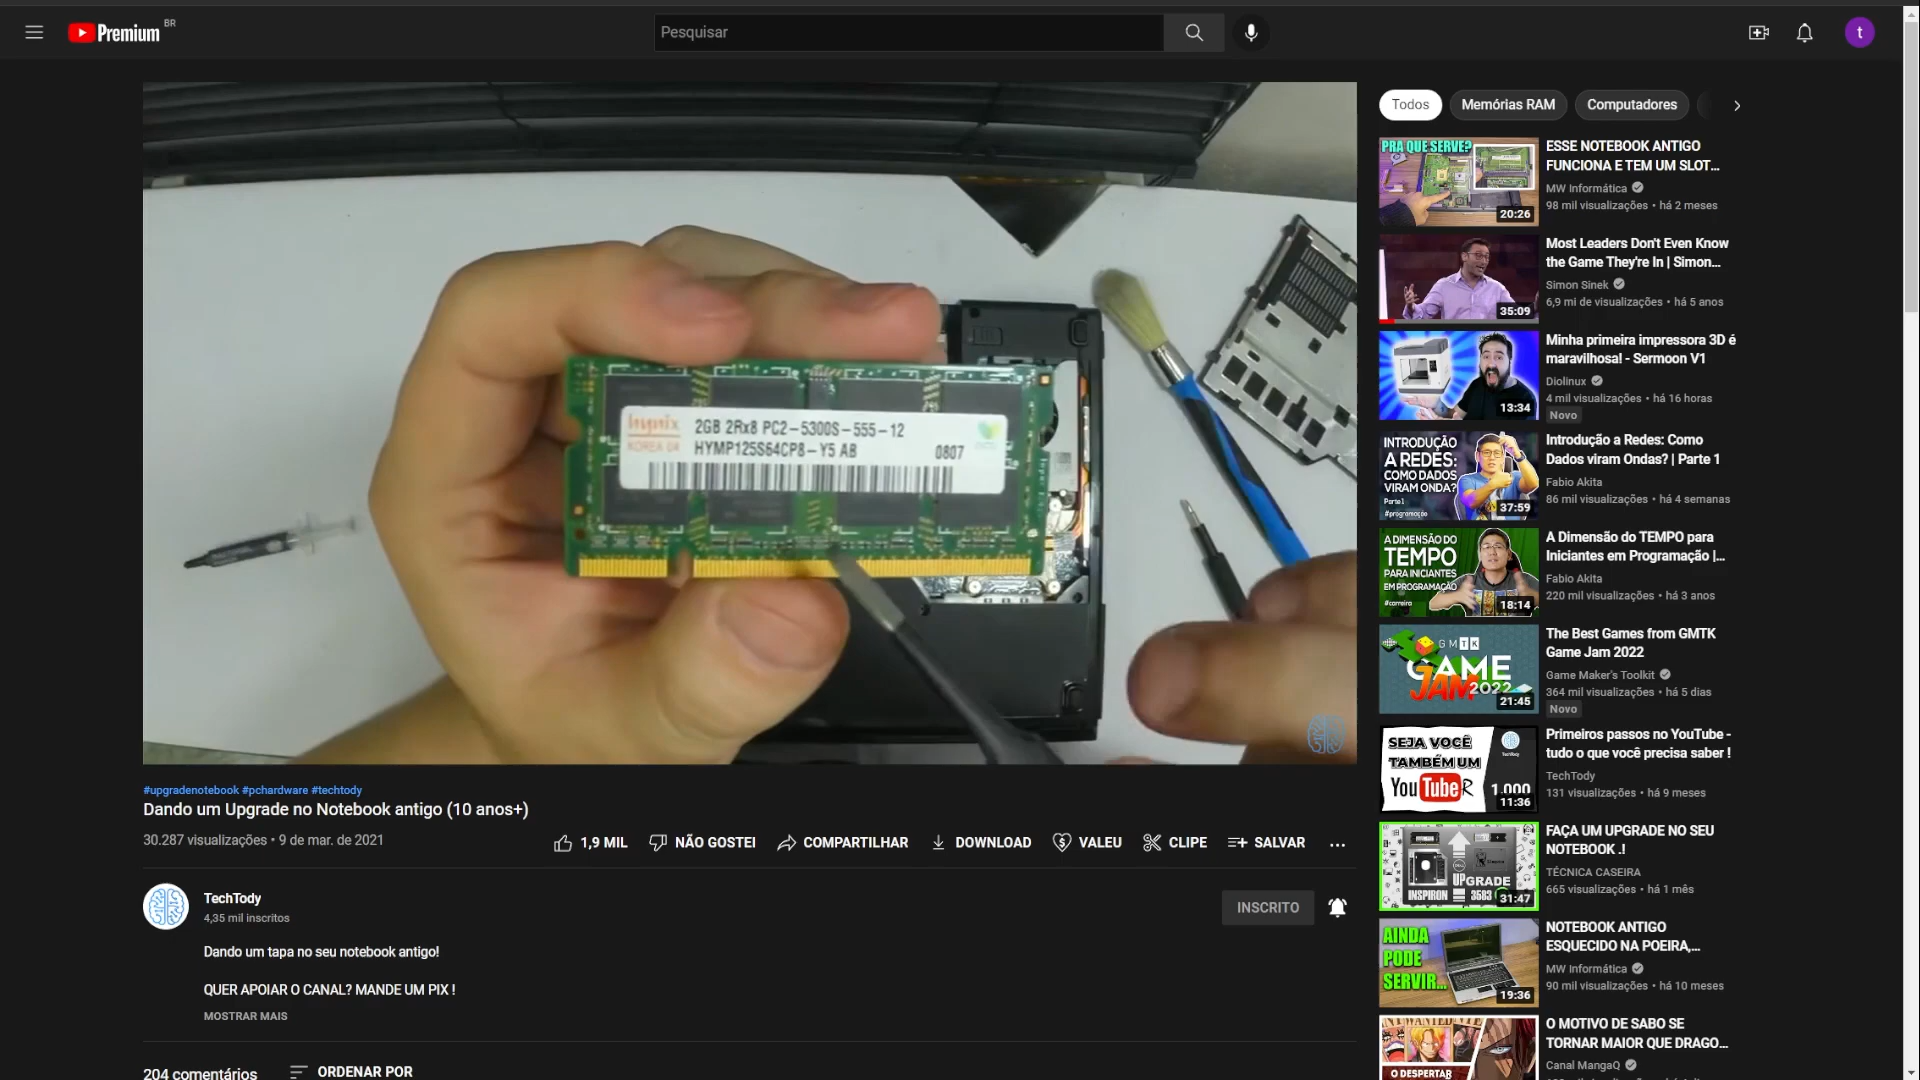 Premium BR
Pesquisar
t
hynix
KOREA 04
2GB 2Rx8 PC2-5300S-555-12
HYMP125S64CP8-Y5 AB
0807
#upgradenotebook #pchardware #techtody
Dando um Upgrade no Notebook antigo (10 anos+)
30.287 visualizações • 9 de mar. de 2021
1,9 MIL
NÃO GOSTEI
COMPARTILHAR
DOWNLOAD
VALEU
CLIPE
SALVAR
TechTody
4,35 mil inscritos
INSCRITO
Dando um tapa no seu notebook antigo!
QUER APOIAR O CANAL? MANDE UM PIX !
MOSTRAR MAIS
204 comentários
ORDENAR POR
Todos
Memórias RAM
Computadores
PRA QUE SERVE?
20:26
ESSE NOTEBOOK ANTIGO
FUNCIONA E TEM UM SLOT...
MW Informática
98 mil visualizações • há 2 meses
35:09
Most Leaders Don't Even Know
the Game They're In | Simon...
Simon Sinek
6,9 mi de visualizações • há 5 anos
13:34
Minha primeira impressora 3D é
maravilhosa! - Sermoon V1
Diolinux
4 mil visualizações • há 16 horas
Novo
INTRODUÇÃO
A REDES:
COMO DADOS
VIRAM ONDA?
Parte 1
#programação
37:59
Introdução a Redes: Como
Dados viram Ondas? | Parte 1
Fabio Akita
86 mil visualizações • há 4 semanas
A DIMENSÃO DO
TEMPO
PARA INICIANTES
EM PROGRAMAÇÃO
#carreira
18:14
A Dimensão do TEMPO para
Iniciantes em Programação |...
Fabio Akita
220 mil visualizações • há 3 anos
GMTK
GAME
JAM 2022
21:45
The Best Games from GMTK
Game Jam 2022
Game Maker's Toolkit
364 mil visualizações • há 5 dias
Novo
SEJA VOCÊ
TAMBÉM UM
YouTubeR
TechTody
1.000
11:36
Primeiros passos no YouTube -
tudo o que você precisa saber !
TechTody
131 visualizações • há 9 meses
UPGRADE
INSPIRON 3583
31:47
FAÇA UM UPGRADE NO SEU
NOTEBOOK .!
TÉCNICA CASEIRA
665 visualizações • há 1 mês
AINDA
PODE
SERVIR...
19:36
NOTEBOOK ANTIGO
ESQUECIDO NA POEIRA,...
MW Informática
90 mil visualizações • há 10 meses
O DESPERTAR
O MOTIVO DE SABO SE
TORNAR MAIOR QUE DRAGO...
Canal MangaQ